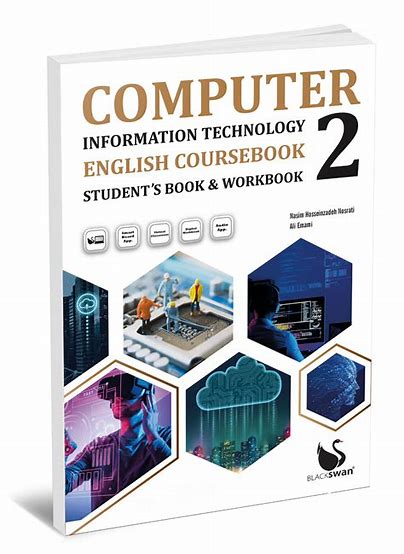 COMPUTER
INFORMATION TECHNOLOGY
ENGLISH COURSEBOOK 2
STUDENT'S BOOK & WORKBOOK
Nasim Hosseinzadeh Nosrati
Ali Emami
BLACKswan